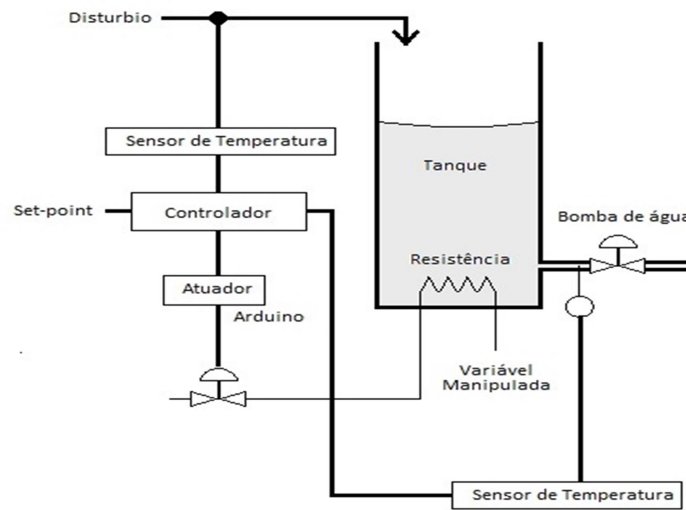 Disturbio
Sensor de Temperatura
Tanque
Set-point
Controlador
Bomba de água
Resistência
Atuador
Arduino
Variável
Manipulada
Sensor de Temperatura